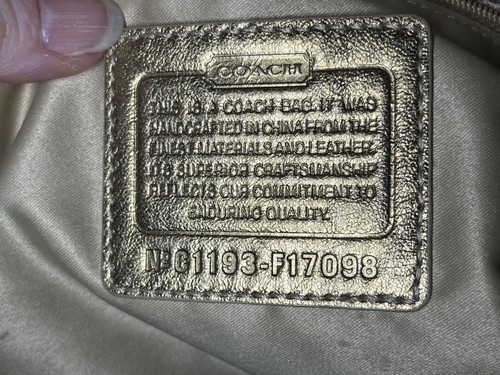 COACH
THIS IS A COACH BAG. IT WAS
HANDCRAFTED IN CHINA FROM THE
FINEST MATERIALS AND LEATHER.
ITS SUPERIOR CRAFTSMANSHIP
REFLECTS OUR COMMITMENT TO
ENDURING QUALITY.
Nº G1193-F17098